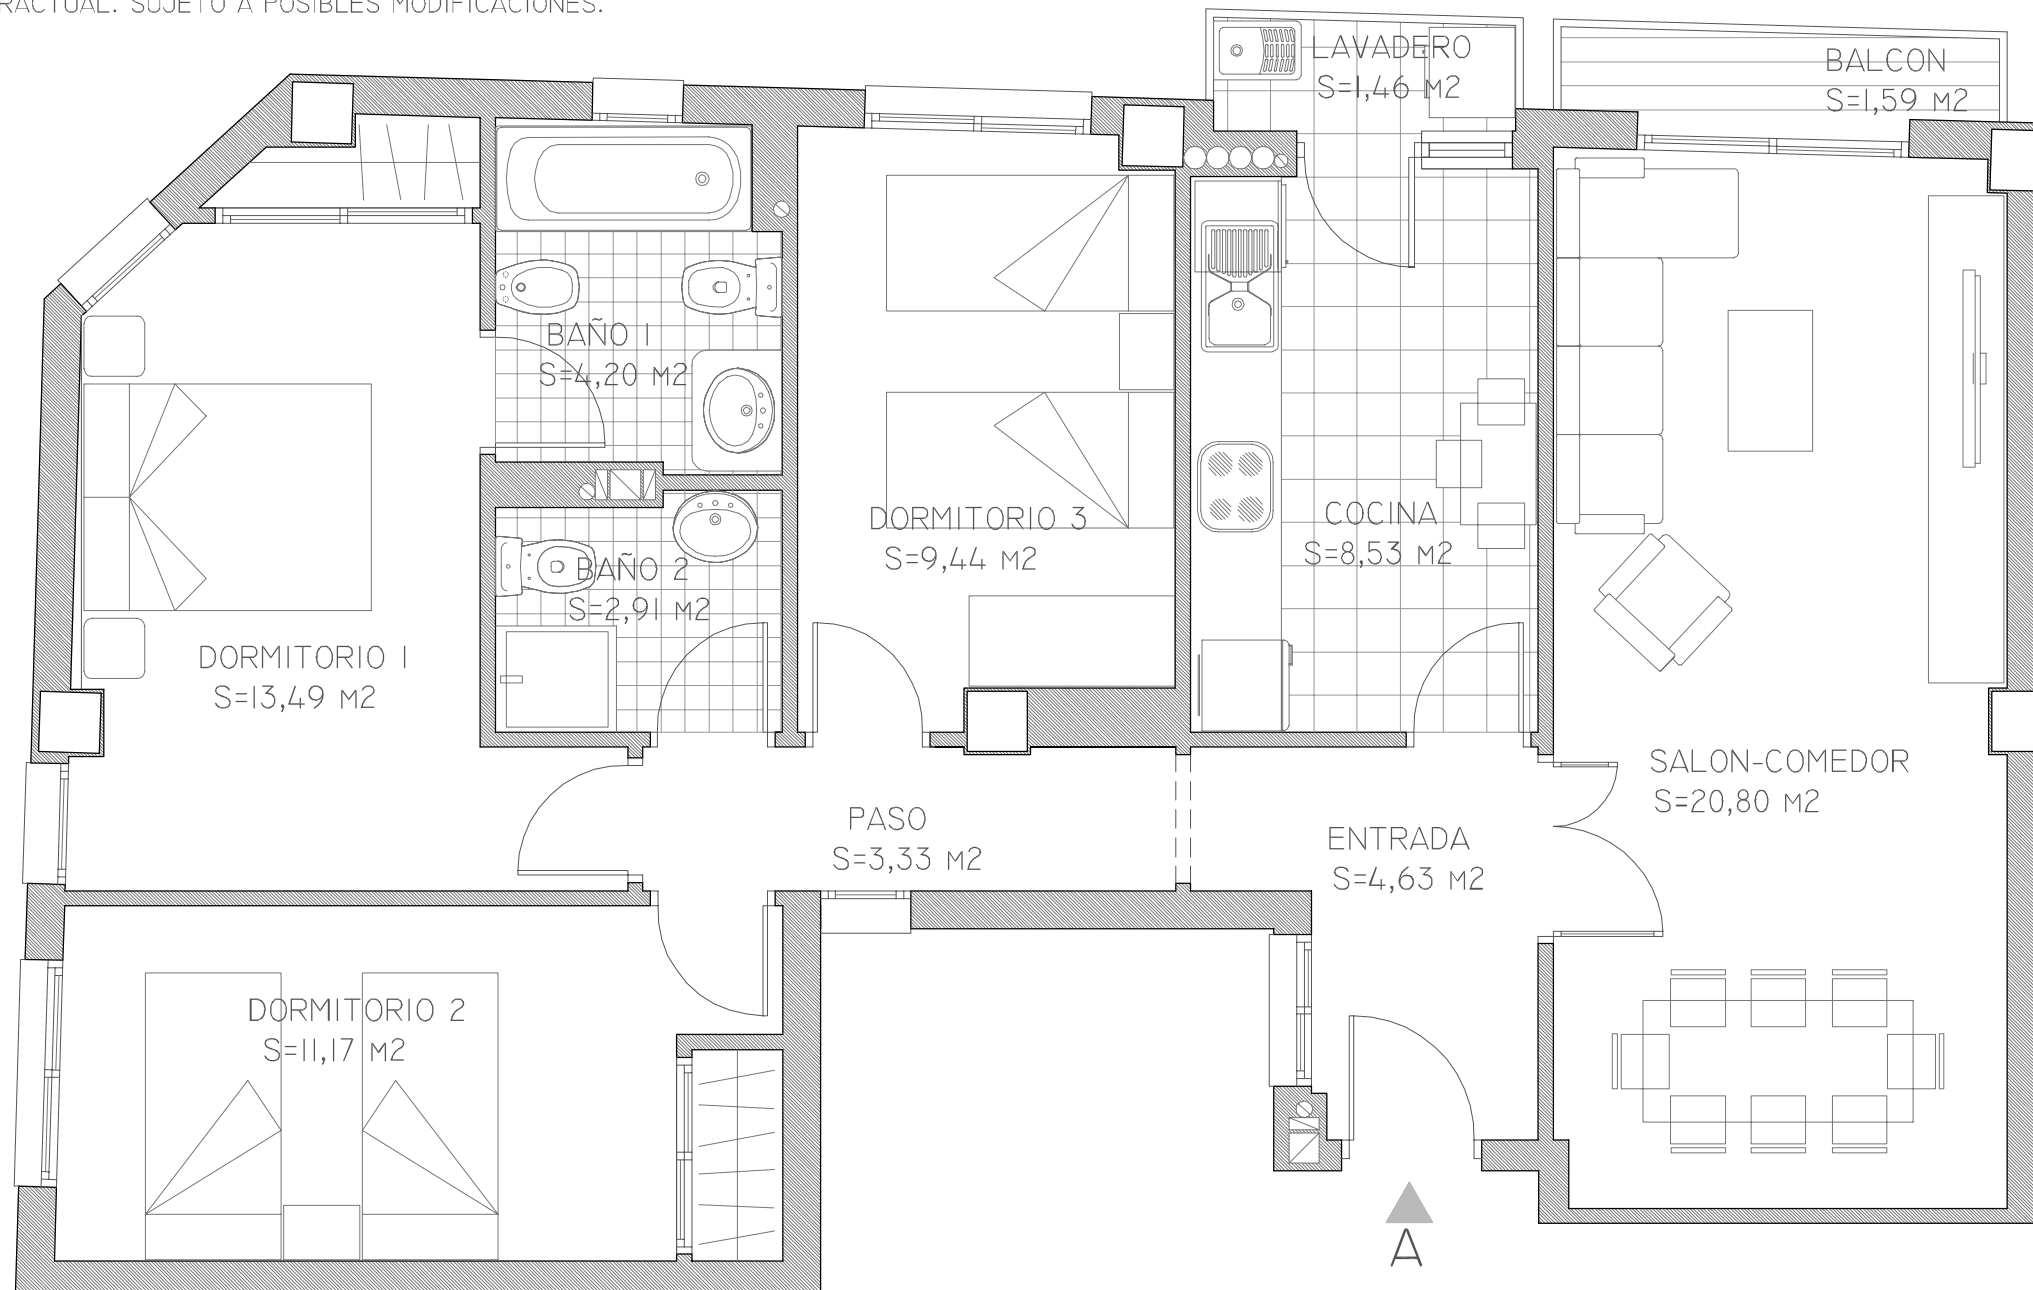 RACTUAL. SUJETO A POSIBLES MODIFICACIONES.
LAVADERO
S=1,46 M2
BALCON
S=1,59 M2
BAÑO 1
S=4,20 M2
DORMITORIO 3
S=9,44 M2
COCINA
S=8,53 M2
BAÑO 2
S=2,91 M2
DORMITORIO 1
S=13,49 M2
SALON-COMEDOR
S=20,80 M2
PASO
S=3,33 M2
ENTRADA
S=4,63 M2
DORMITORIO 2
S=11,17 M2
A